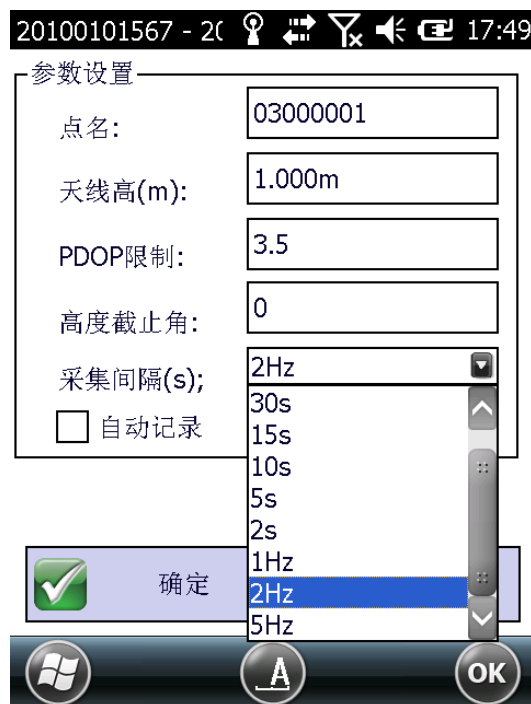 20100101567 - 20 17:49
参数设置
点名: 03000001
天线高(m): 1.000m
PDOP限制: 3.5
高度截止角: 0
采集间隔(s); 2Hz
30s
自动记录
15s
10s
5s
2s
1Hz
确定
2Hz
5Hz
A
OK